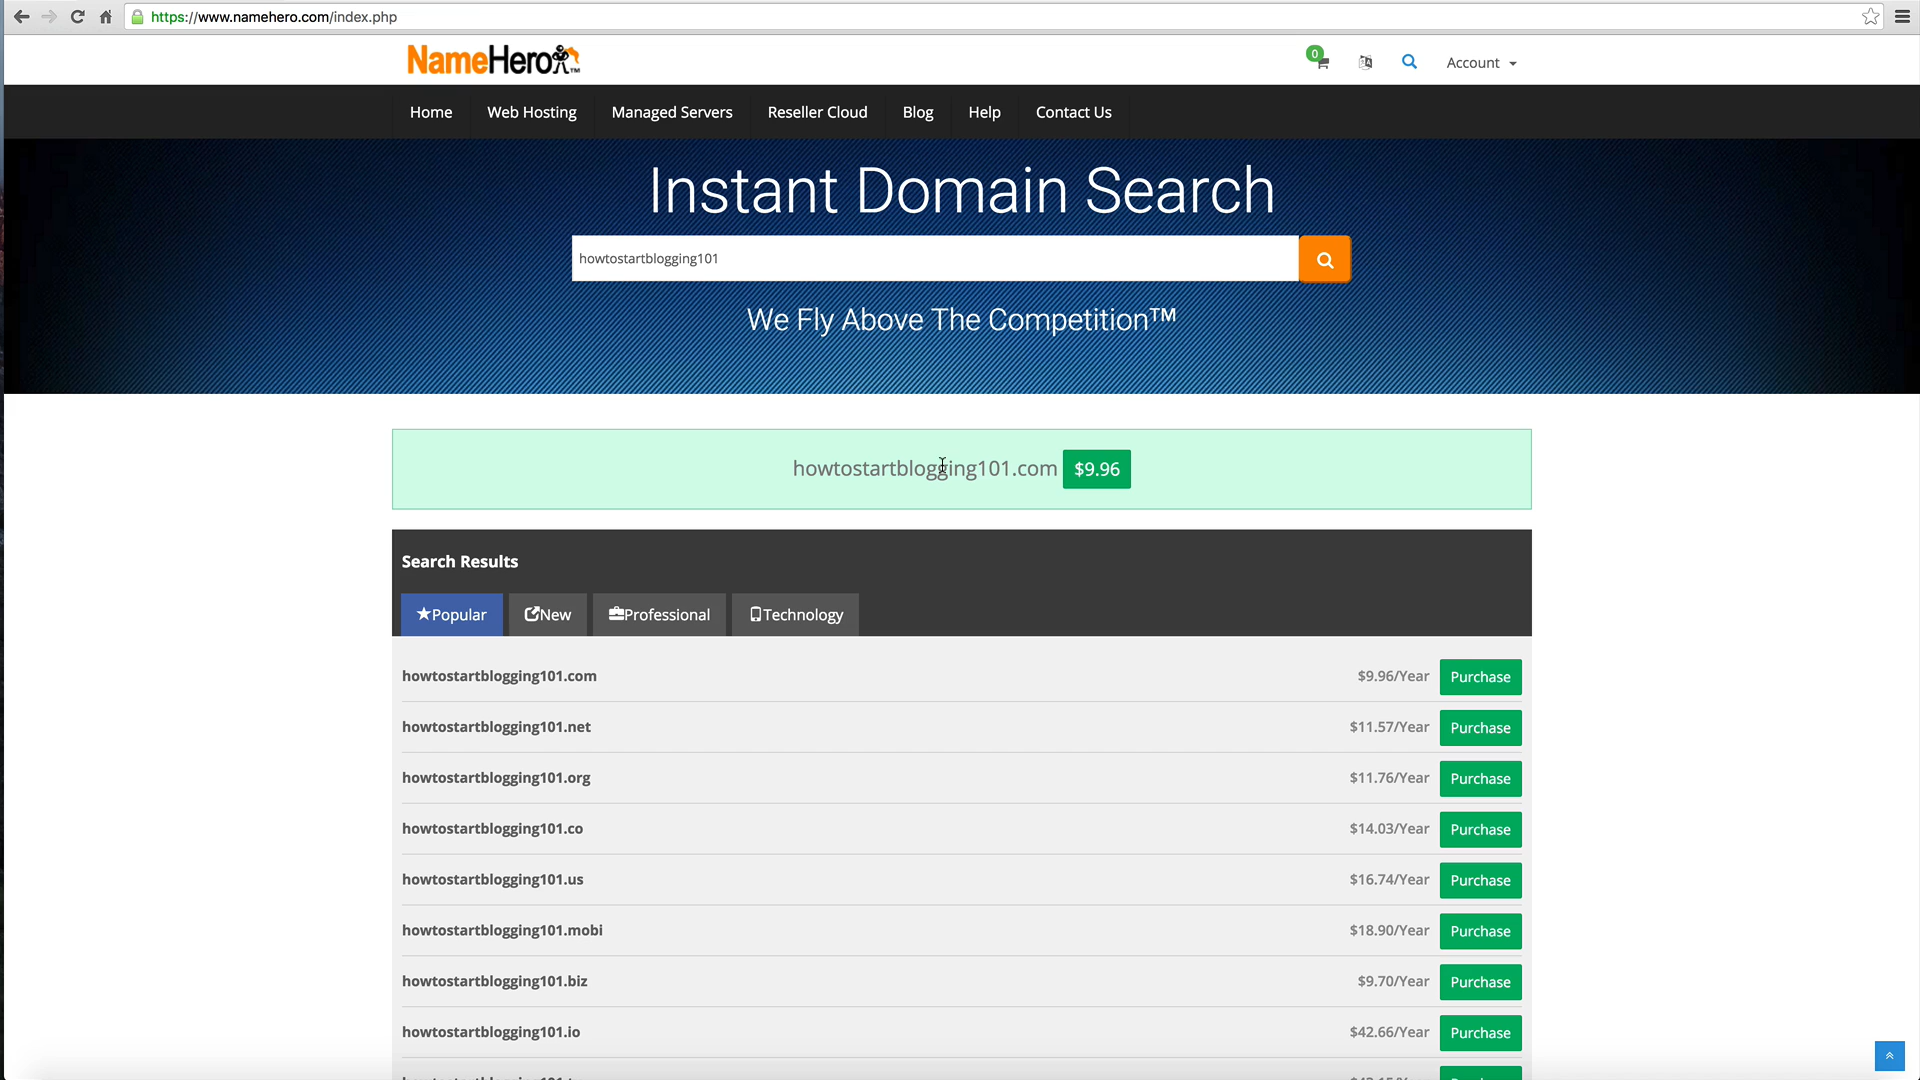 https://www.namehero.com/index.php
NameHero™
0
Account
Home Web Hosting Managed Servers Reseller Cloud Blog Help Contact Us
Instant Domain Search
howtostartblogging101
We Fly Above The Competition™
howtostartblogging101.com $9.96
Search Results
Popular New Professional Technology
howtostartblogging101.com $9.96/Year Purchase
howtostartblogging101.net $11.57/Year Purchase
howtostartblogging101.org $11.76/Year Purchase
howtostartblogging101.co $14.03/Year Purchase
howtostartblogging101.us $16.74/Year Purchase
howtostartblogging101.mobi $18.90/Year Purchase
howtostartblogging101.biz $9.70/Year Purchase
howtostartblogging101.io $42.66/Year Purchase